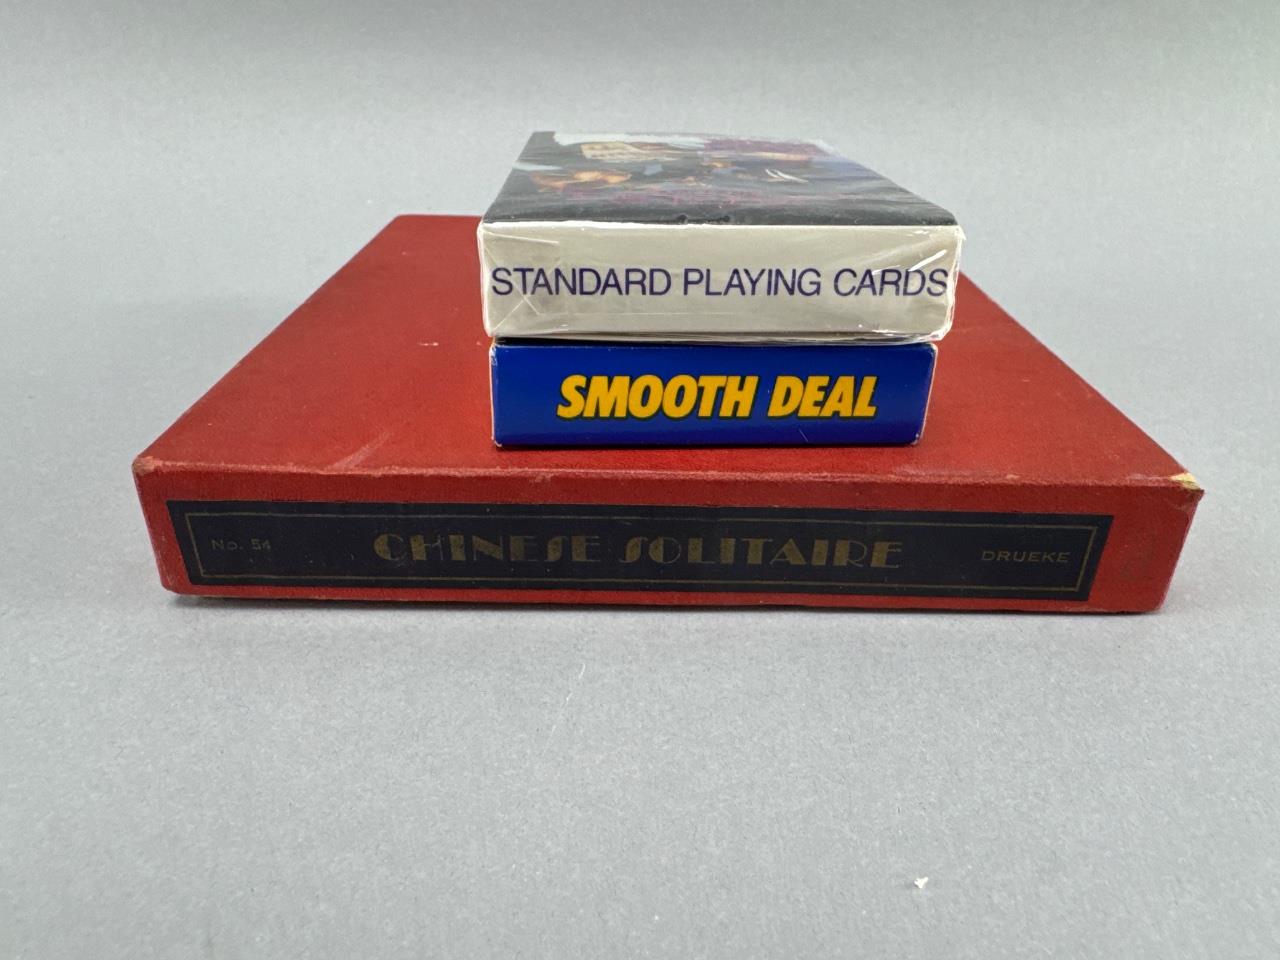 STANDARD PLAYING CARDS
SMOOTH DEAL
No. 54 CHINESE SOLITAIRE DRUEKE